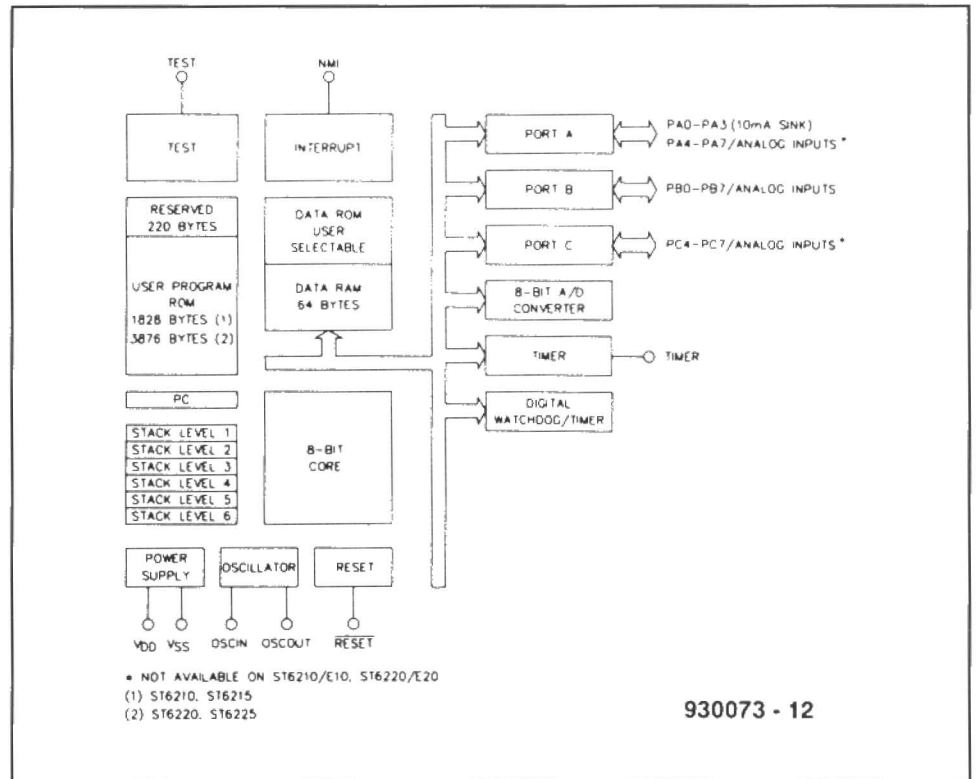 TEST
NMI
TEST
INTERRUPT
RESERVED
220 BYTES
USER PROGRAM
ROM
1828 BYTES (1)
3876 BYTES (2)
DATA ROM
USER
SELECTABLE
DATA RAM
64 BYTES
PC
STACK LEVEL 1
STACK LEVEL 2
STACK LEVEL 3
STACK LEVEL 4
STACK LEVEL 5
STACK LEVEL 6
8-BIT
CORE
POWER
SUPPLY
OSCILLATOR
RESET
VDD VSS OSCIN OSCOUT RESET
PORT A
PA0-PA3 (10mA SINK)
PA4-PA7/ANALOG INPUTS *
PORT B
PB0-PB7/ANALOG INPUTS
PORT C
PC4-PC7/ANALOG INPUTS *
8-BIT A/D
CONVERTER
TIMER
TIMER
DIGITAL
WATCHDOG/TIMER
* NOT AVAILABLE ON ST6210/E10, ST6220/E20
(1) ST6210, ST6215
(2) ST6220, ST6225
930073 - 12